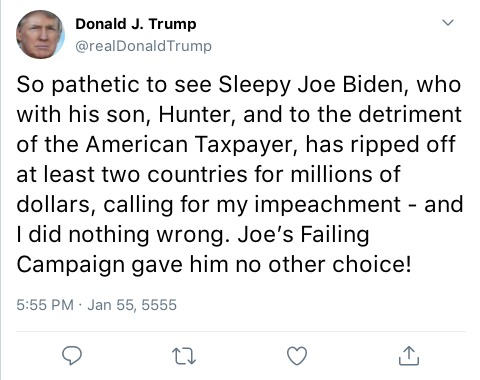 Donald J. Trump
@realDonaldTrump
So pathetic to see Sleepy Joe Biden, who
with his son, Hunter, and to the detriment
of the American Taxpayer, has ripped off
at least two countries for millions of
dollars, calling for my impeachment - and
I did nothing wrong. Joe’s Failing
Campaign gave him no other choice!
5:55 PM · Jan 55, 5555